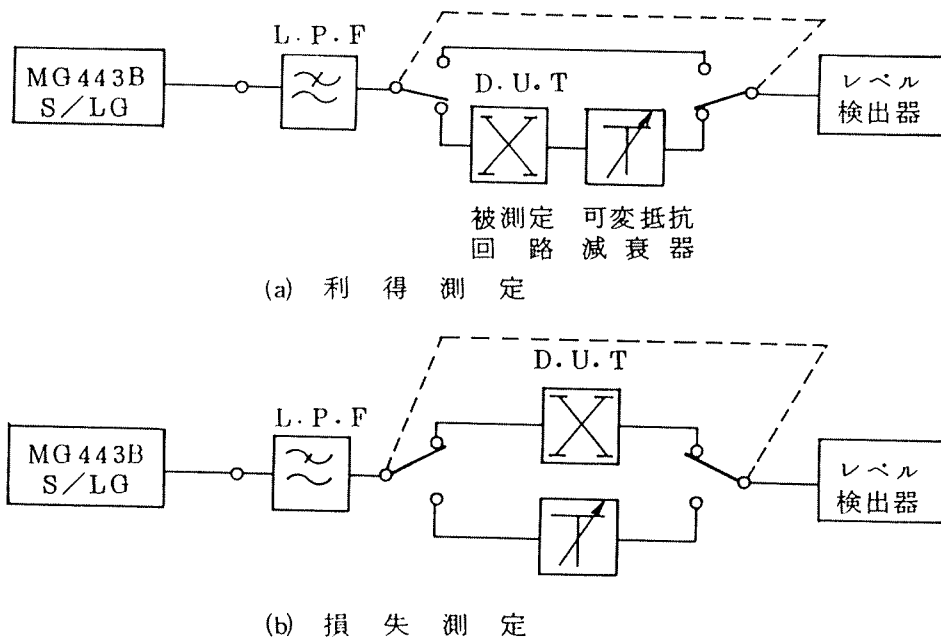 L.P.F
MG443B
S/LG
D.U.T
レベル
検出器
被測定
回路
可変抵抗
減衰器
(a) 利得測定
D.U.T
L.P.F
MG443B
S/LG
レベル
検出器
(b) 損失測定